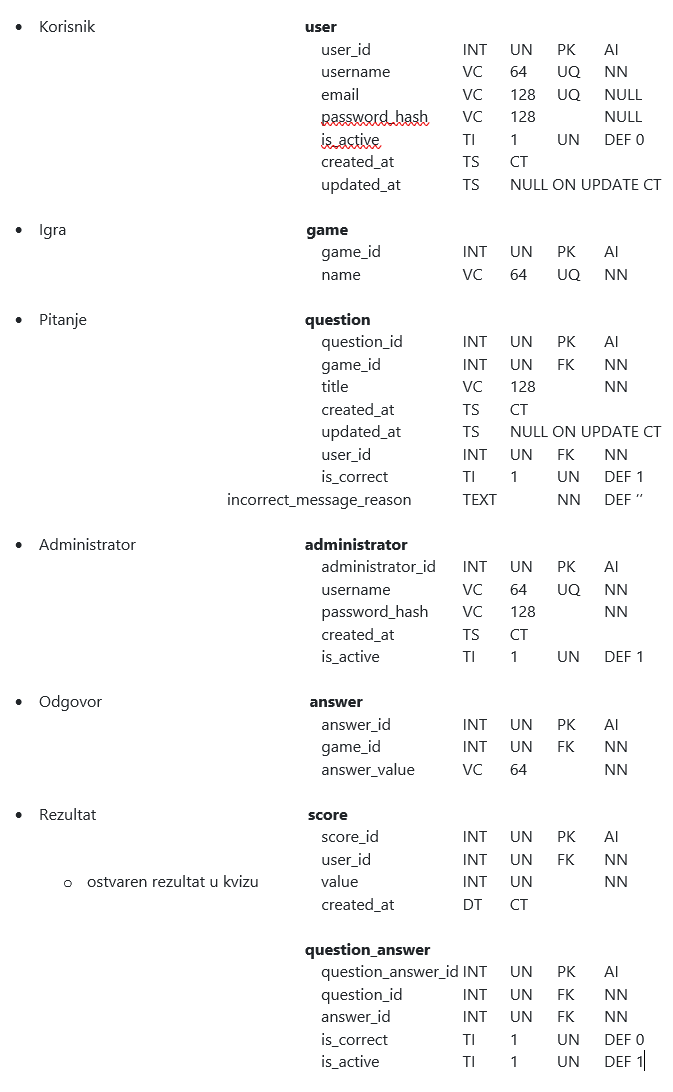 • Korisnik user
user_id INT UN PK AI
username VC 64 UQ NN
email VC 128 UQ NULL
password_hash VC 128 NULL
is_active TI 1 UN DEF 0
created_at TS CT
updated_at TS NULL ON UPDATE CT
• Igra game
game_id INT UN PK AI
name VC 64 UQ NN
• Pitanje question
question_id INT UN PK AI
game_id INT UN FK NN
title VC 128 NN
created_at TS CT
updated_at TS NULL ON UPDATE CT
user_id INT UN FK NN
is_correct TI 1 UN DEF 1
incorrect_message_reason TEXT NN DEF ‘’
• Administrator administrator
administrator_id INT UN PK AI
username VC 64 UQ NN
password_hash VC 128 NN
created_at TS CT
is_active TI 1 UN DEF 1
• Odgovor answer
answer_id INT UN PK AI
game_id INT UN FK NN
answer_value VC 64 NN
• Rezultat score
score_id INT UN PK AI
user_id INT UN FK NN
o ostvaren rezultat u kvizu value INT UN NN
created_at DT CT
question_answer
question_answer_id INT UN PK AI
question_id INT UN FK NN
answer_id INT UN FK NN
is_correct TI 1 UN DEF 0
is_active TI 1 UN DEF 1